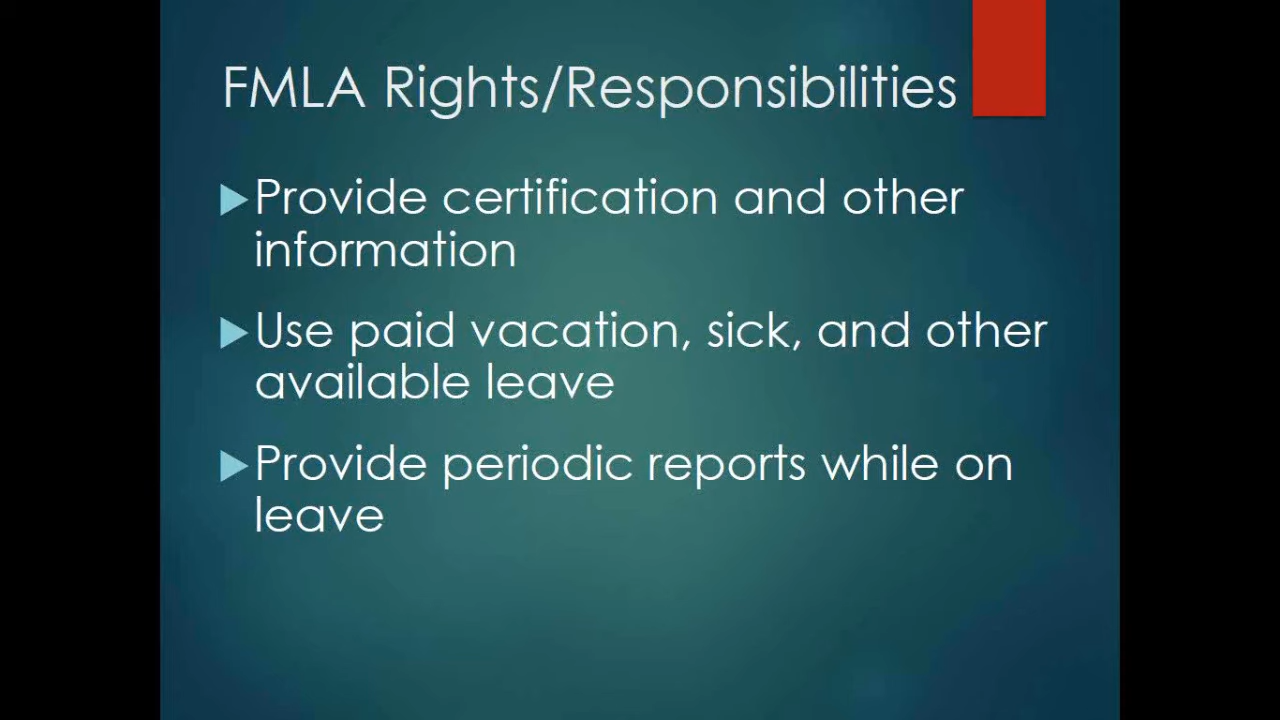 FMLA Rights/Responsibilities
Provide certification and other
information
Use paid vacation, sick, and other
available leave
Provide periodic reports while on
leave